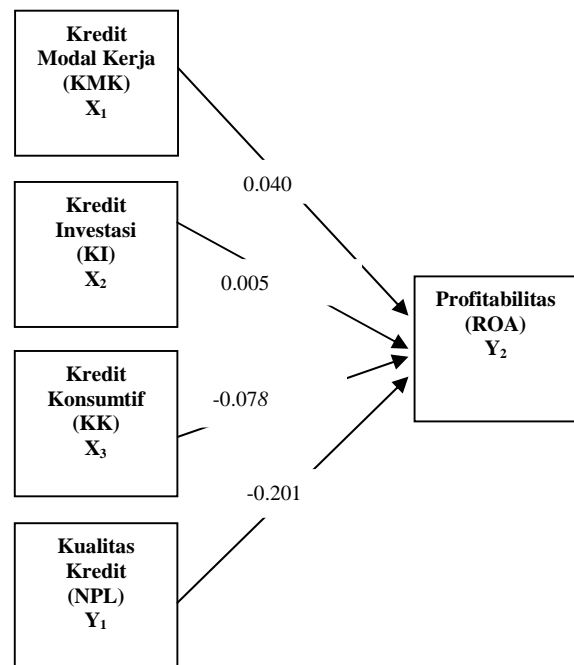 Kredit
Modal Kerja
(KMK)
X₁
0.040
Kredit
Investasi
(KI)
X₂
0.005
Profitabilitas
(ROA)
Y₂
Kredit
Konsumtif
(KK)
X₃
-0.078
-0.201
Kualitas
Kredit
(NPL)
Y₁